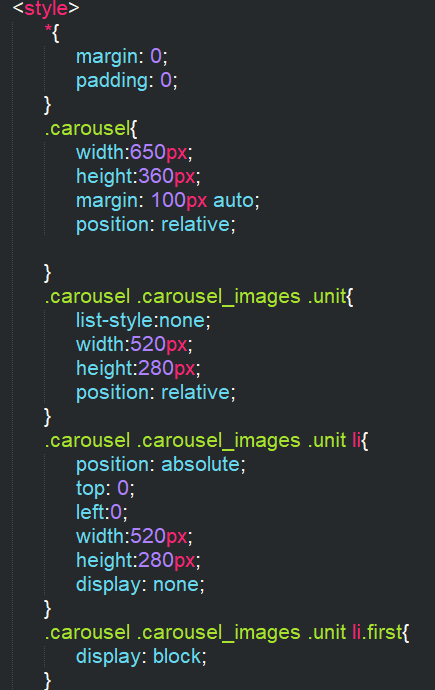 <style>
*{
margin: 0;
padding: 0;
}
.carousel{
width:650px;
height:360px;
margin: 100px auto;
position: relative;
}
.carousel .carousel_images .unit{
list-style:none;
width:520px;
height:280px;
position: relative;
}
.carousel .carousel_images .unit li{
position: absolute;
top: 0;
left:0;
width:520px;
height:280px;
display: none;
}
.carousel .carousel_images .unit li.first{
display: block;
}